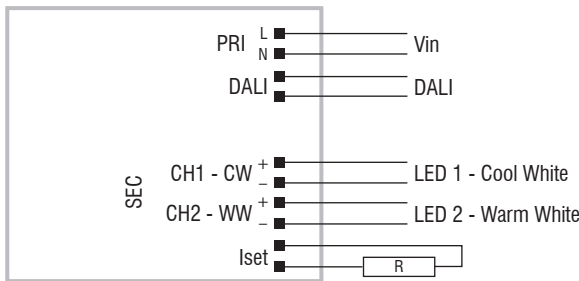 PRI L Vin
N
DALI DALI
SEC
CH1 - CW + LED 1 - Cool White
−
CH2 - WW + LED 2 - Warm White
−
Iset
R